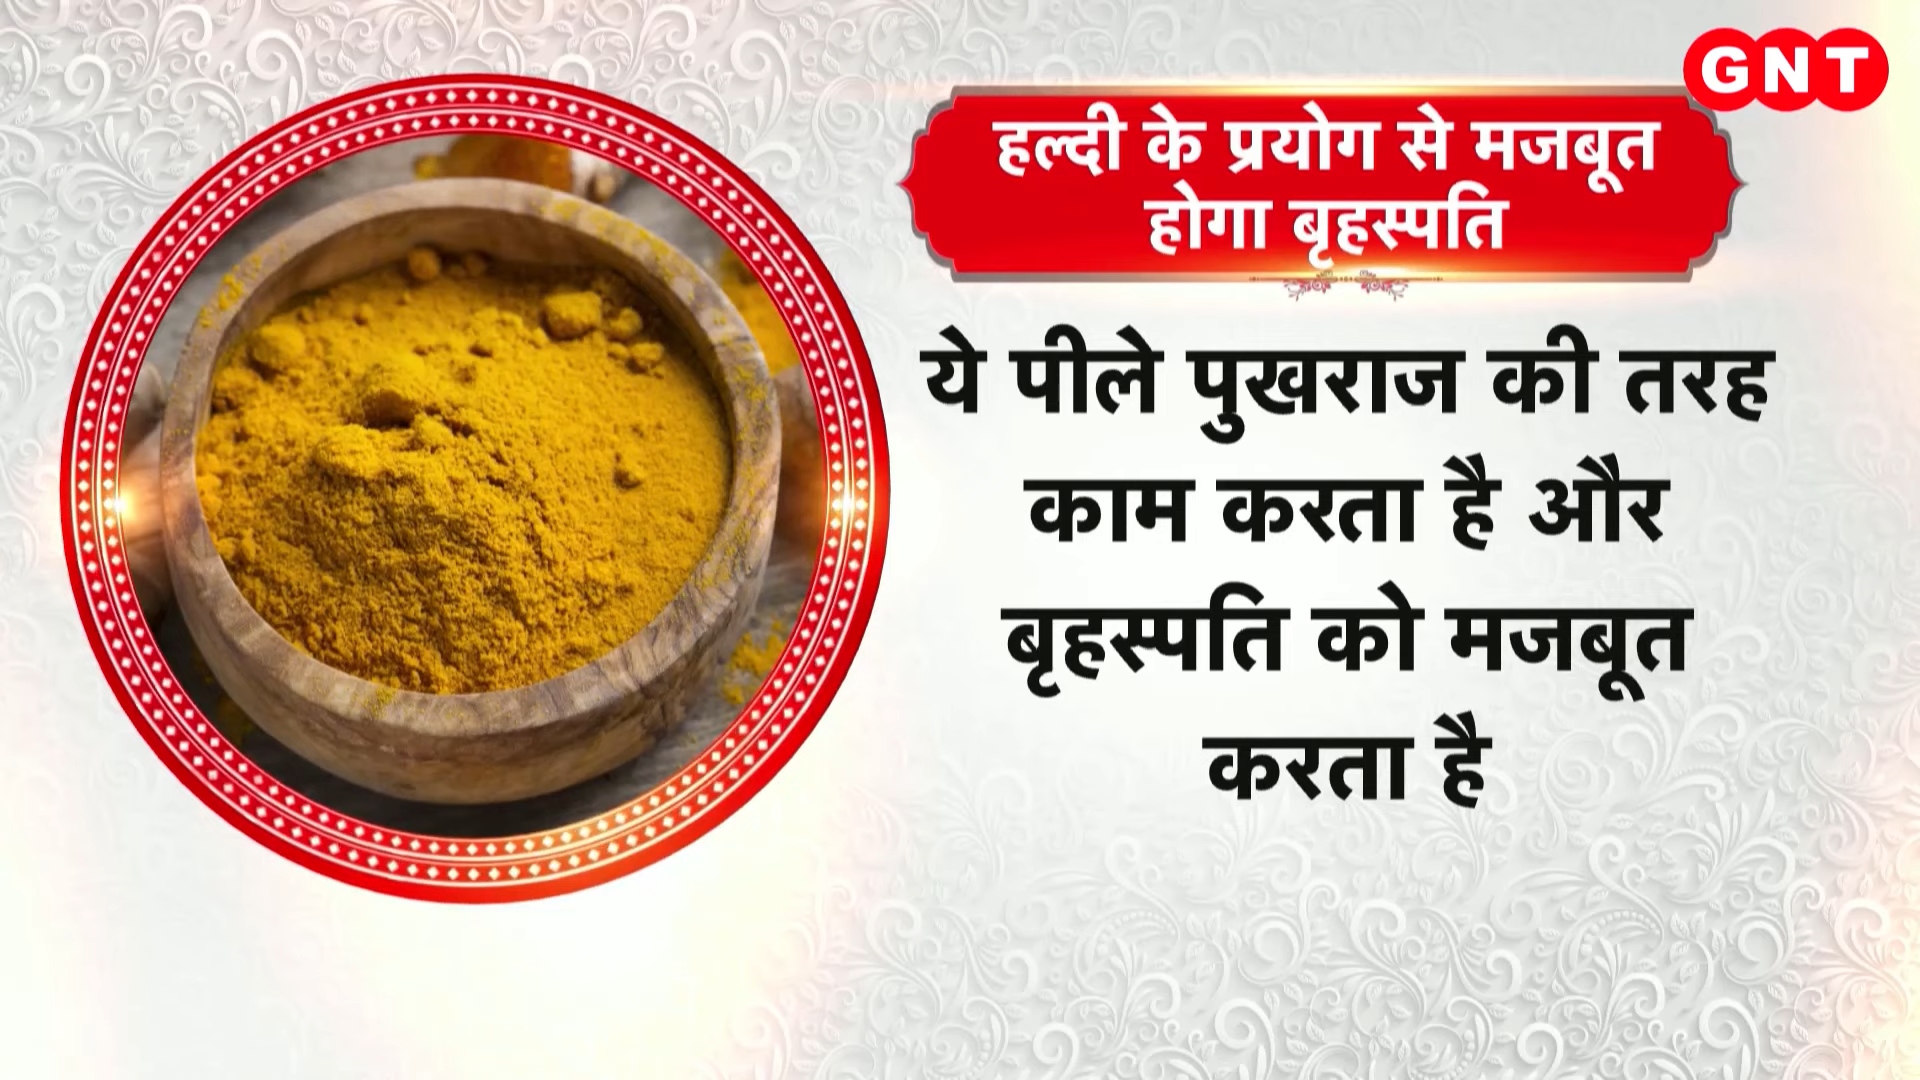 GNT
हल्दी के प्रयोग से मजबूत
होगा बृहस्पति
ये पीले पुखराज की तरह
काम करता है और
बृहस्पति को मजबूत
करता है